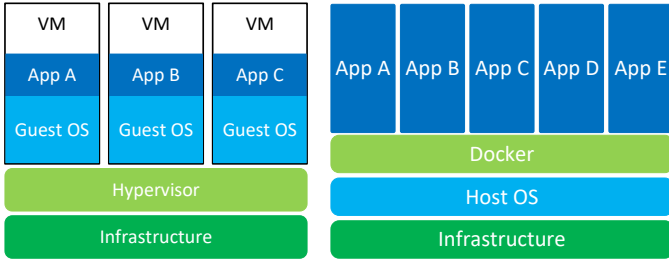 VM VM VM
App A App B App C
Guest OS Guest OS Guest OS
Hypervisor
Infrastructure
App A App B App C App D App E
Docker
Host OS
Infrastructure